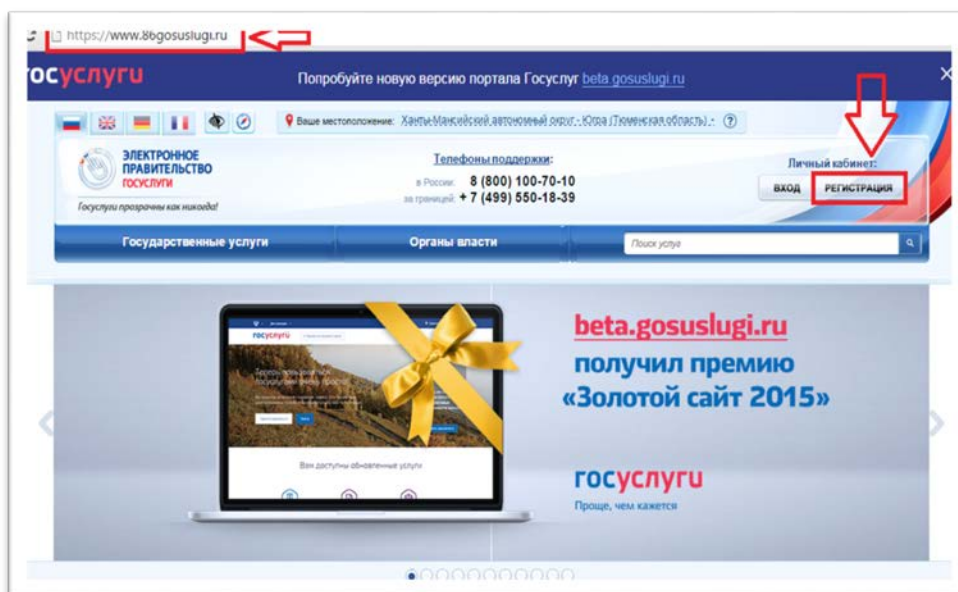 https://www.86gosuslugi.ru
госуслуги
Попробуйте новую версию портала Госуслуг beta.gosuslugi.ru
Ваше местоположение: Ханты-Мансийский автономный округ - Югра (Тюменская область)
ЭЛЕКТРОННОЕ
ПРАВИТЕЛЬСТВО
ГОСУСЛУГИ
Госуслуги прозрачны как никогда!
Телефоны поддержки:
в России: 8 (800) 100-70-10
за границей: + 7 (499) 550-18-39
Личный кабинет:
ВХОД РЕГИСТРАЦИЯ
Государственные услуги Органы власти Поиск услуг
госуслуги
Вам доступны обновленные услуги
beta.gosuslugi.ru
получил премию
«Золотой сайт 2015»
госуслуги
Проще, чем кажется